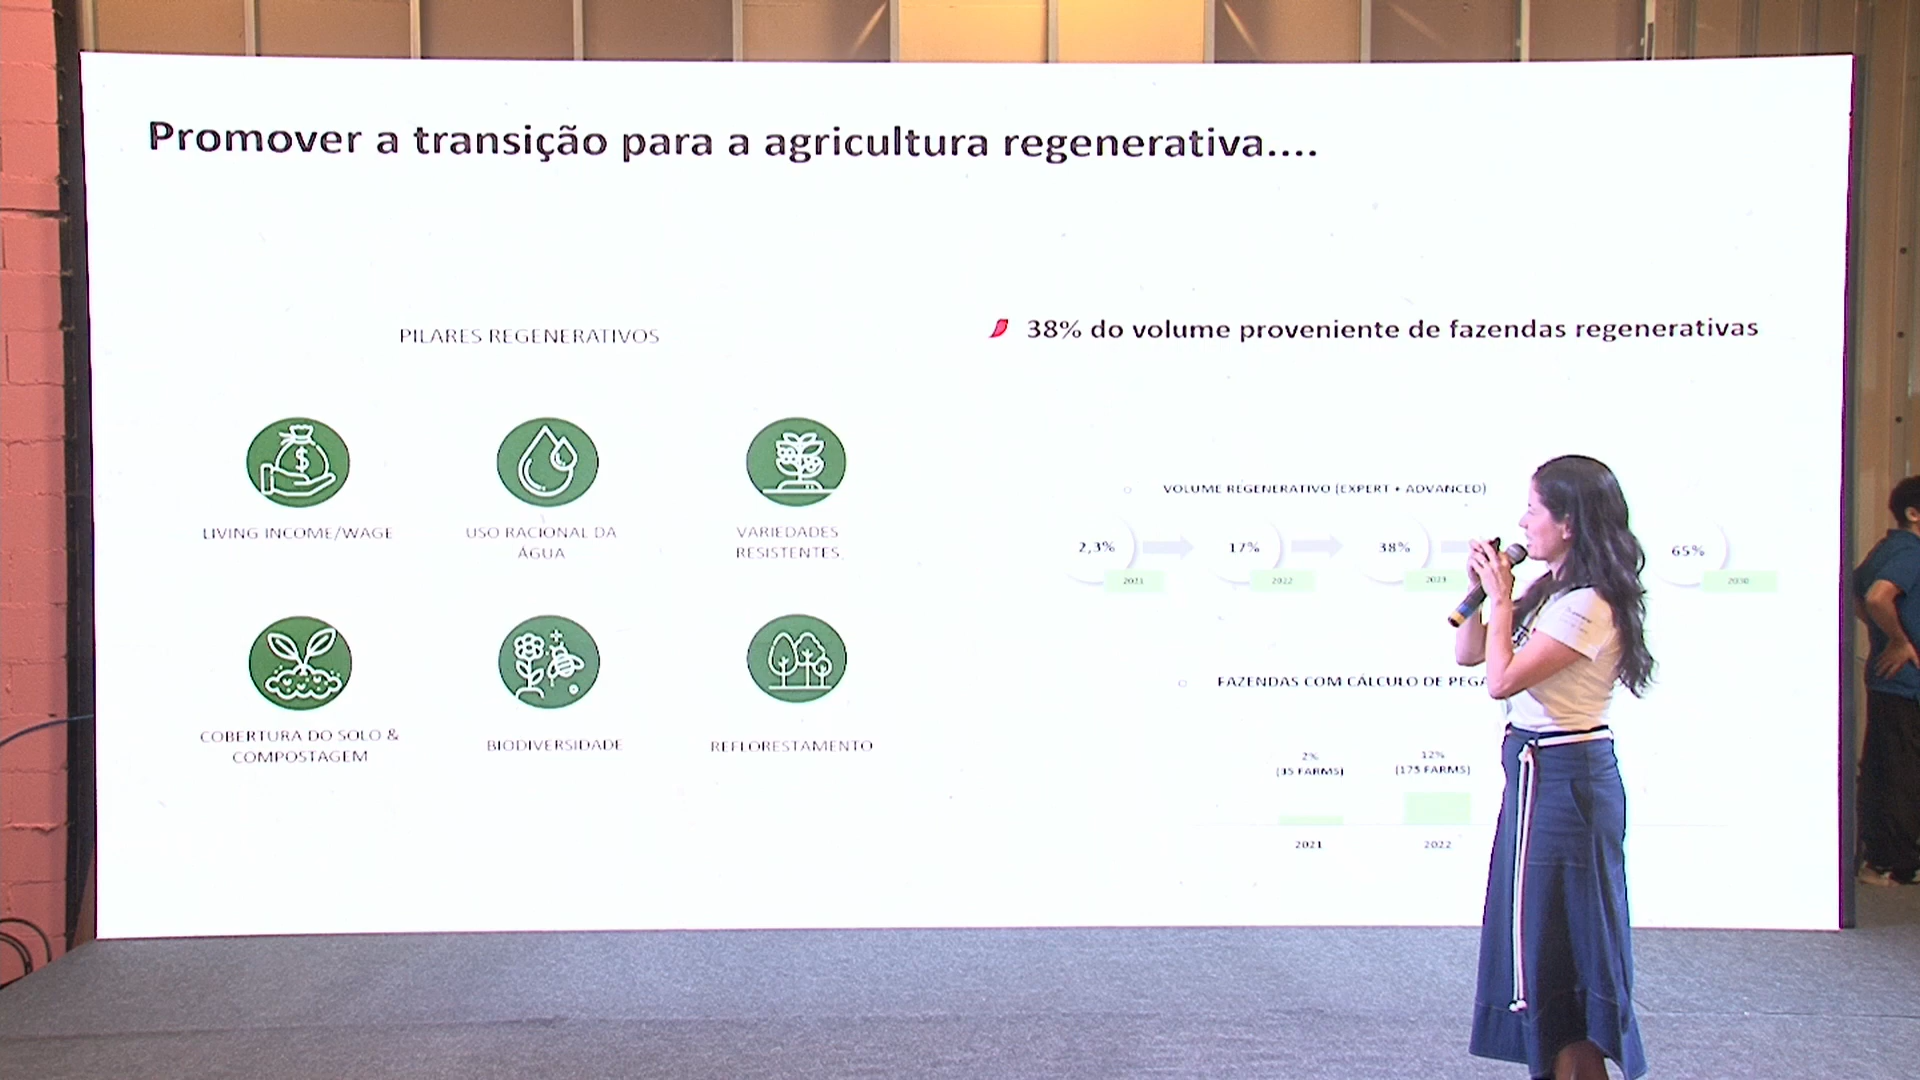 Promover a transição para a agricultura regenerativa....
PILARES REGENERATIVOS
LIVING INCOME/WAGE
USO RACIONAL DA
ÁGUA
VARIEDADES
RESISTENTES
COBERTURA DO SOLO &
COMPOSTAGEM
BIODIVERSIDADE
REFLORESTAMENTO
38% do volume proveniente de fazendas regenerativas
VOLUME REGENERATIVO (EXPERT + ADVANCED)
2,3%
17%
38%
65%
2021
2022
2023
2030
FAZENDAS COM CÁLCULO DE PEGA
2%
(35 FARMS)
12%
(175 FARMS)
2021
2022